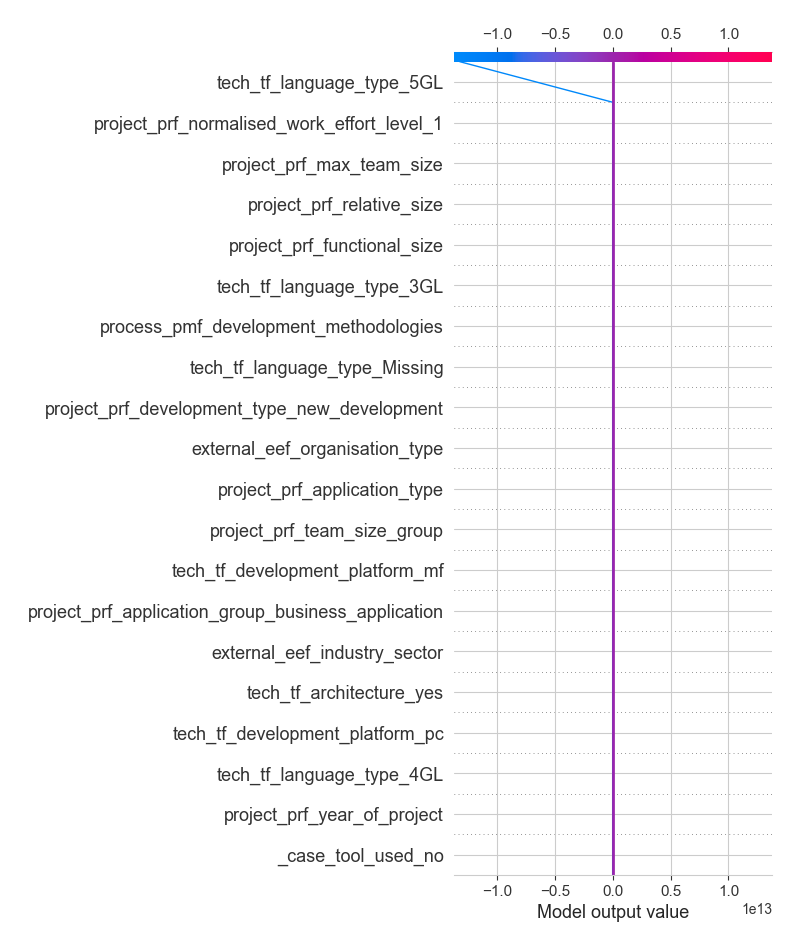 −1.0 −0.5 0.0 0.5 1.0
tech_tf_language_type_5GL
project_prf_normalised_work_effort_level_1
project_prf_max_team_size
project_prf_relative_size
project_prf_functional_size
tech_tf_language_type_3GL
process_pmf_development_methodologies
tech_tf_language_type_Missing
project_prf_development_type_new_development
external_eef_organisation_type
project_prf_application_type
project_prf_team_size_group
tech_tf_development_platform_mf
project_prf_application_group_business_application
external_eef_industry_sector
tech_tf_architecture_yes
tech_tf_development_platform_pc
tech_tf_language_type_4GL
project_prf_year_of_project
_case_tool_used_no
−1.0 −0.5 0.0 0.5 1.0
Model output value 1e13